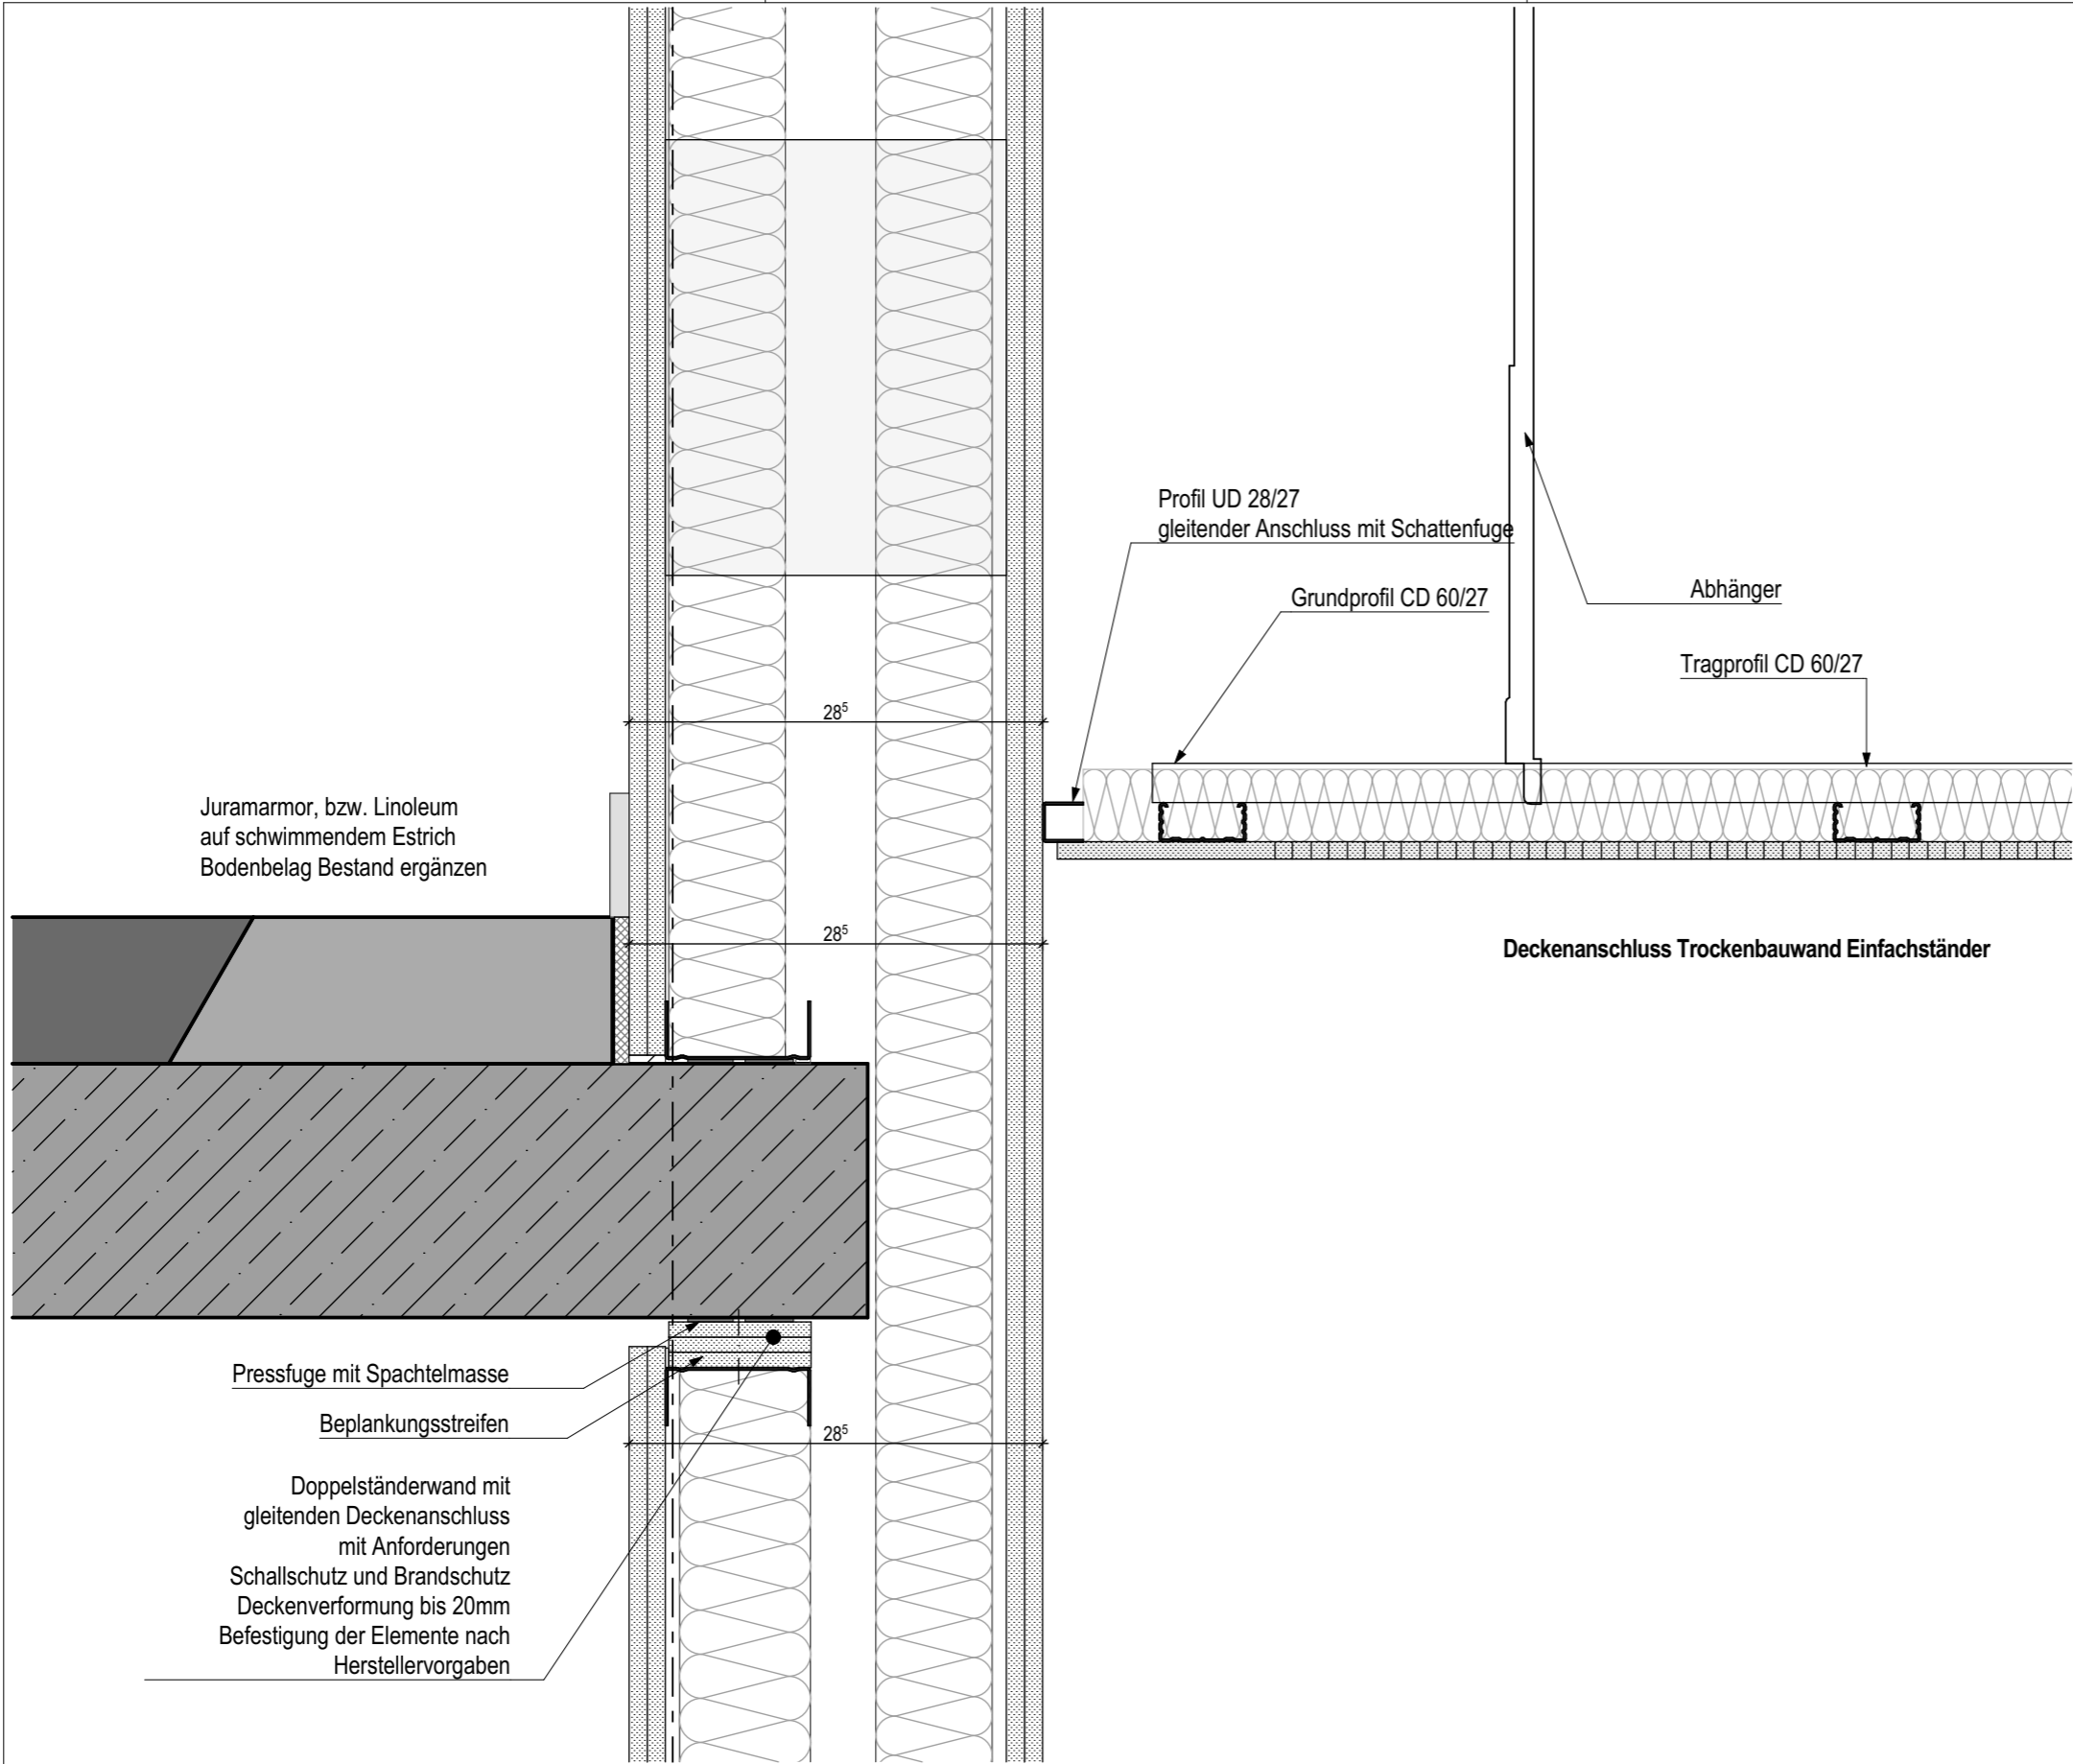 Profil UD 28/27
gleitender Anschluss mit Schattenfuge
Grundprofil CD 60/27
Abhänger
Tragprofil CD 60/27
28⁵
Juramarmor, bzw. Linoleum
auf schwimmendem Estrich
Bodenbelag Bestand ergänzen
28⁵
Deckenanschluss Trockenbauwand Einfachständer
Pressfuge mit Spachtelmasse
Beplankungsstreifen
28⁵
Doppelständerwand mit
gleitenden Deckenanschluss
mit Anforderungen
Schallschutz und Brandschutz
Deckenverformung bis 20mm
Befestigung der Elemente nach
Herstellervorgaben